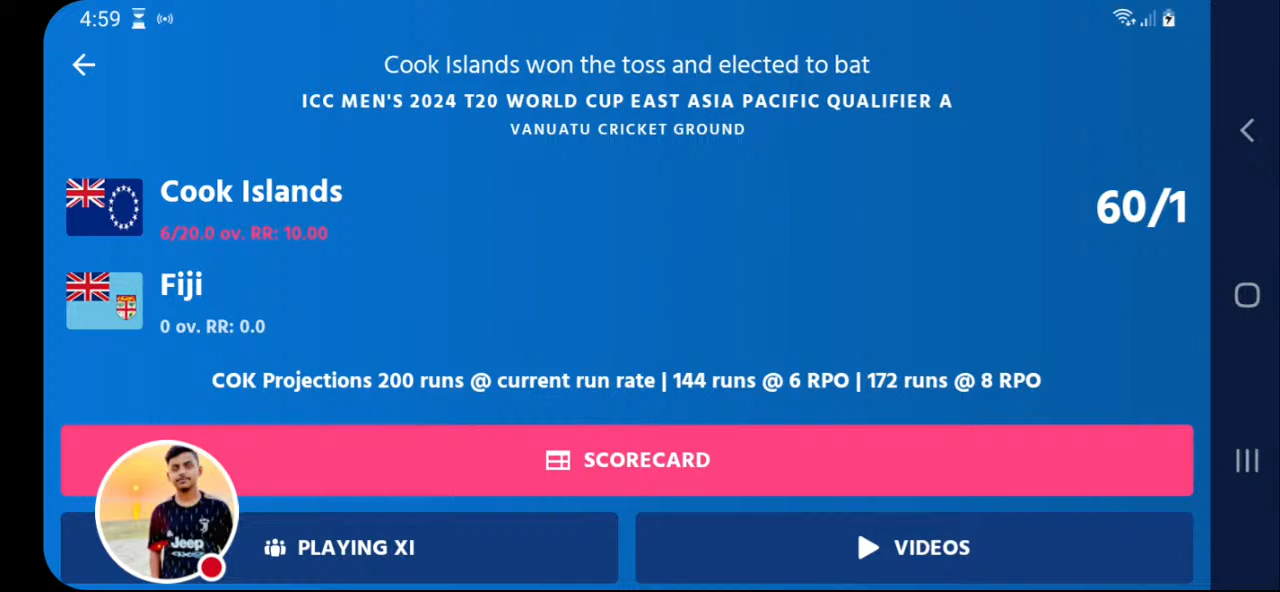 4:59
Cook Islands won the toss and elected to bat
ICC MEN'S 2024 T20 WORLD CUP EAST ASIA PACIFIC QUALIFIER A
VANUATU CRICKET GROUND
Cook Islands
60/1
6/20.0 ov. RR: 10.00
Fiji
0 ov. RR: 0.0
COK Projections 200 runs @ current run rate | 144 runs @ 6 RPO | 172 runs @ 8 RPO
SCORECARD
PLAYING XI
VIDEOS
Jeep